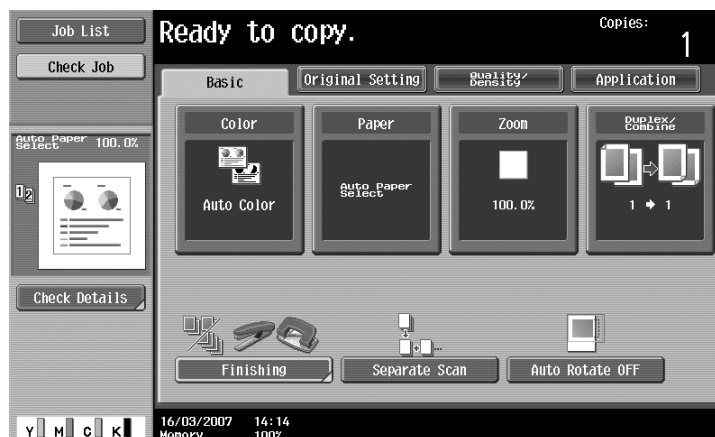 Job List
Check Job
Ready to copy.
Copies:
1
Basic
Original Setting
Quality/
Density
Application
Auto Paper
Select
100.0%
12
Check Details
Color
Auto Color
Paper
Auto Paper
Select
Zoom
100.0%
Duplex/
Combine
1 → 1
Finishing
Separate Scan
Auto Rotate OFF
Y M C K
16/03/2007 14:14
Memory 100%